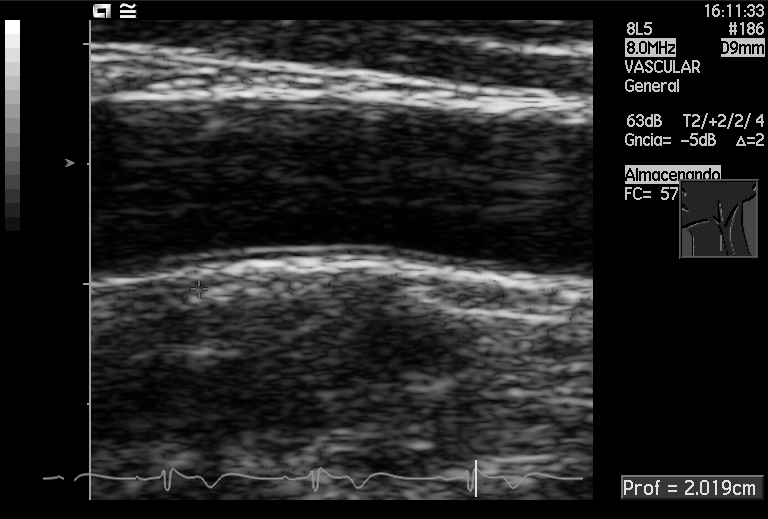 16:11:33
8L5 #186
8.0MHz D9mm
VASCULAR
General
63dB T2/+2/2/ 4
Gncia= -5dB Δ=2
Almacenando
FC= 57
Prof = 2.019cm